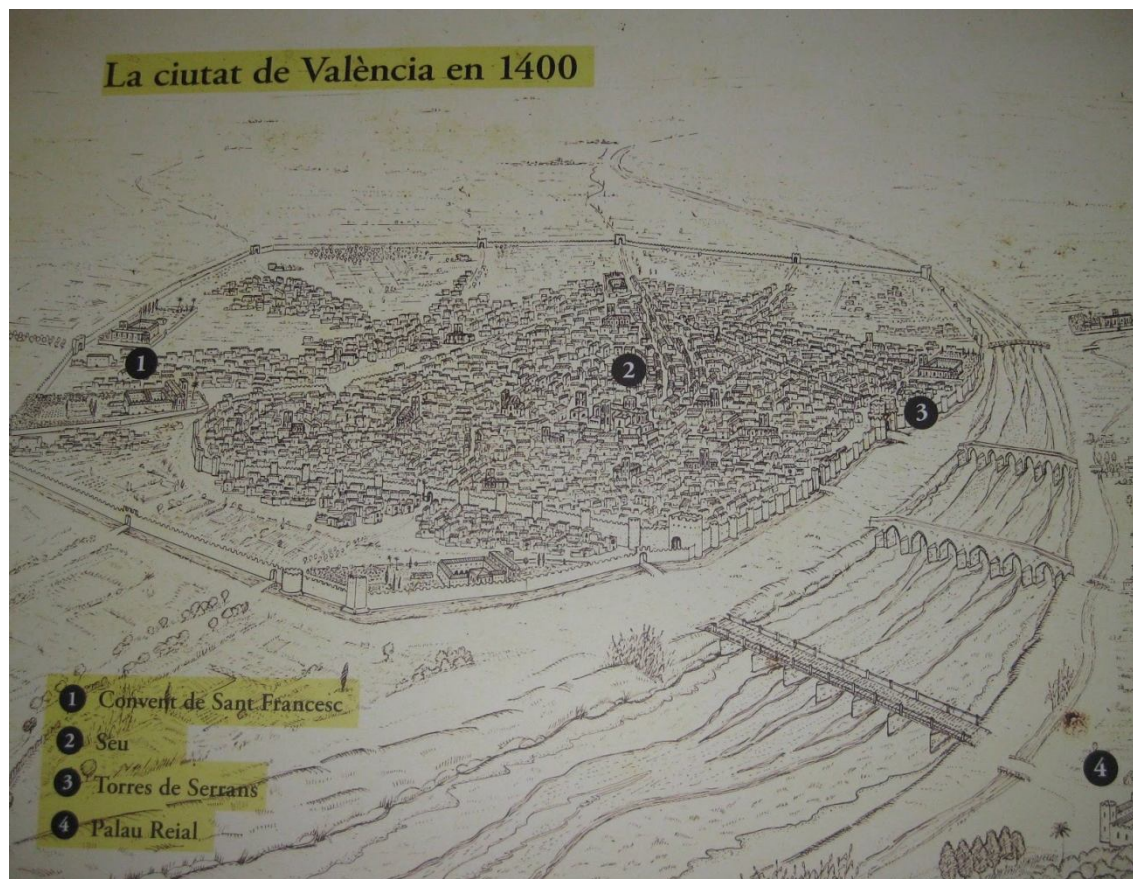 La ciutat de València en 1400
1
2
3
4
1 Convent de Sant Francesc
2 Seu
3 Torres de Serrans
4 Palau Reial